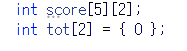 int score[5][2];
int tot[2] = { 0 };